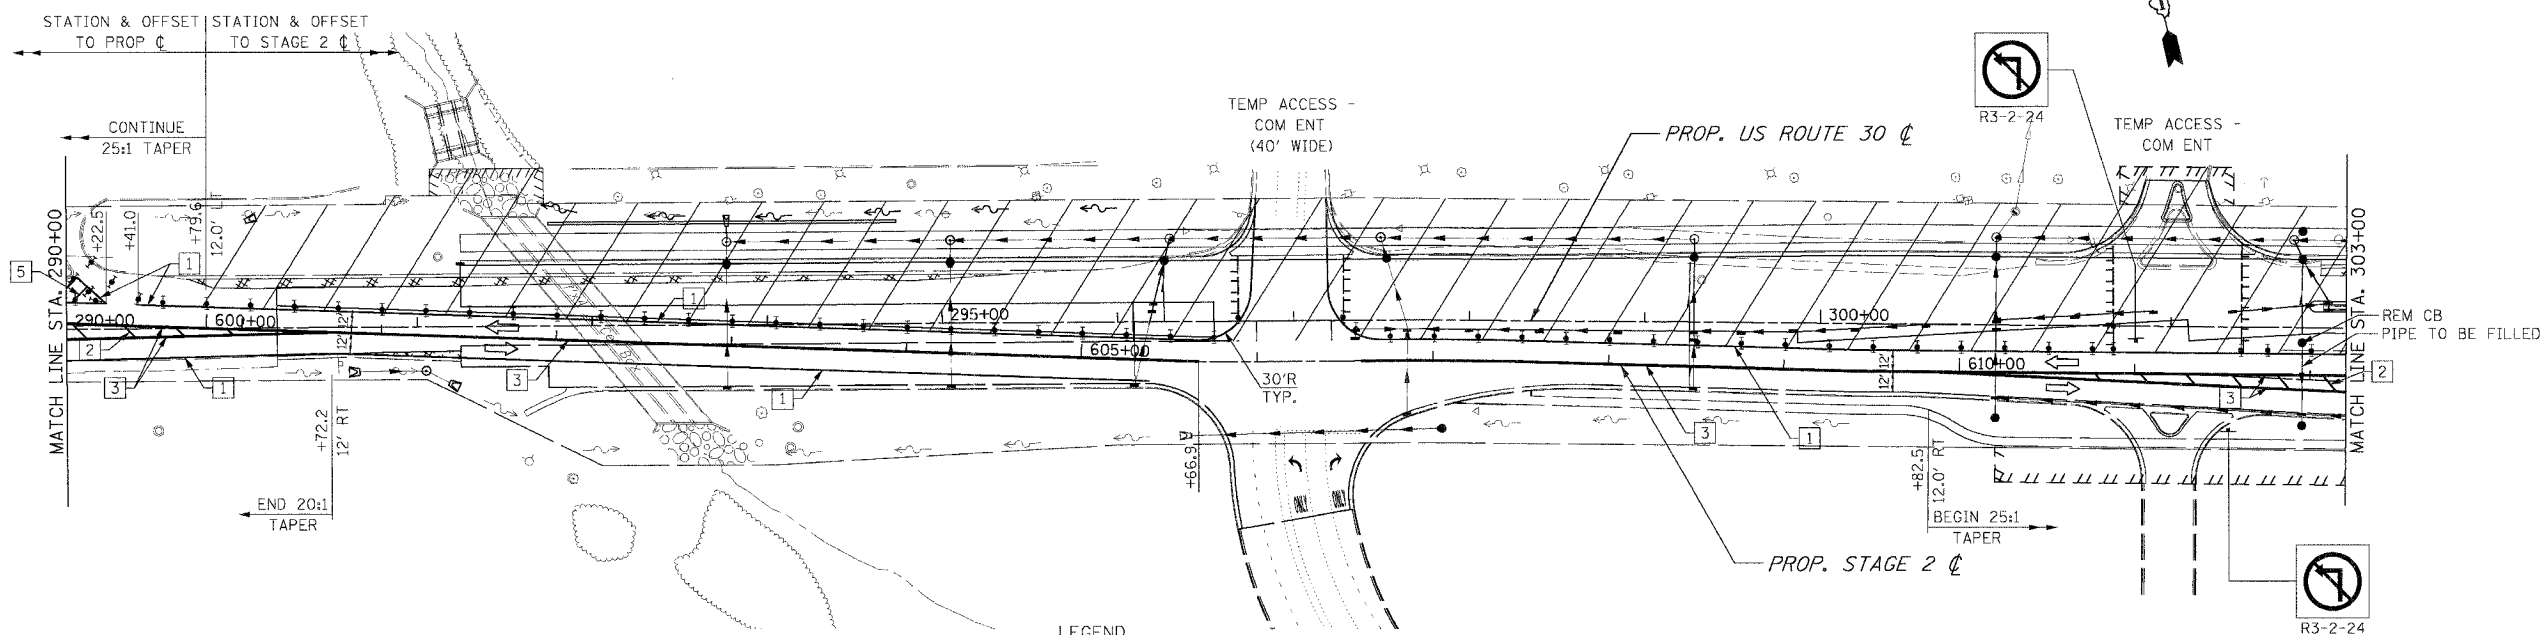 STATION & OFFSET
TO PROP ℄
STATION & OFFSET
TO STAGE 2 ℄
CONTINUE
25:1 TAPER
TEMP ACCESS -
COM ENT
(40' WIDE)
PROP. US ROUTE 30 ℄
R3-2-24
TEMP ACCESS -
COM ENT
MATCH LINE STA. 290+00
+22.5
+41.0
+79.6
12.0' LT
5
1
290+00
600+00
1
295+00
300+00
MATCH LINE STA. 303+00
REM CB
PIPE TO BE FILLED
2
12'
12'
3
1
3
605+00
1
30'R
TYP.
12'
12'
610+00
3
2
3
1
+72.2
12' RT
END 20:1
TAPER
+66.9
ONLY
ONLY
+82.5
12.0' RT
BEGIN 25:1
TAPER
PROP. STAGE 2 ℄
R3-2-24
LEGEND